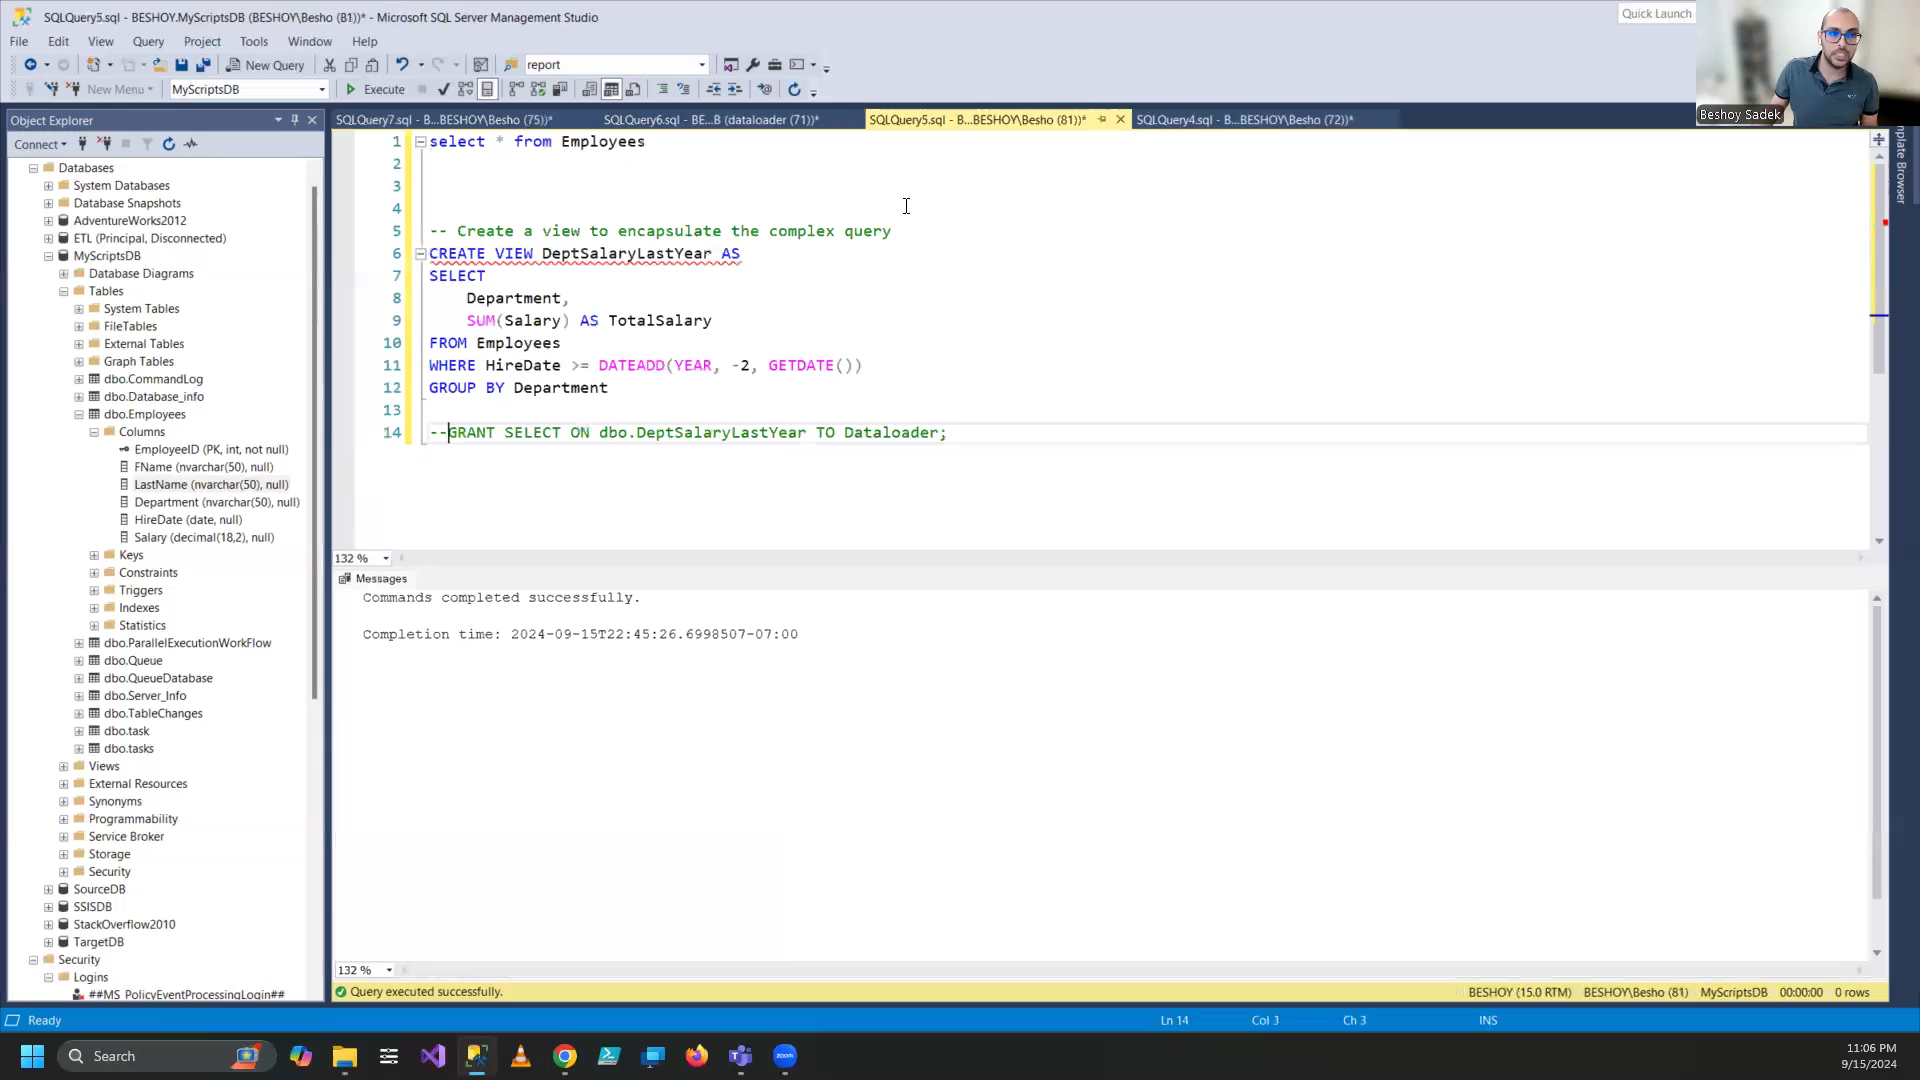 SQLQuery5.sql - BESHOY.MyScriptsDB (BESHOY\Besho (81))* - Microsoft SQL Server Management Studio
Quick Launch
File Edit View Query Project Tools Window Help
New Query
report
New Menu
MyScriptsDB
Execute
Beshoy Sadek
Object Explorer
SQLQuery7.sql - B...BESHOY\Besho (75))*
SQLQuery6.sql - BE...B (dataloader (71))*
SQLQuery5.sql - B...BESHOY\Besho (81))*
SQLQuery4.sql - B...BESHOY\Besho (72))*
Connect
Databases
System Databases
Database Snapshots
AdventureWorks2012
ETL (Principal, Disconnected)
MyScriptsDB
Database Diagrams
Tables
System Tables
FileTables
External Tables
Graph Tables
dbo.CommandLog
dbo.Database_info
dbo.Employees
Columns
EmployeeID (PK, int, not null)
FName (nvarchar(50), null)
LastName (nvarchar(50), null)
Department (nvarchar(50), null)
HireDate (date, null)
Salary (decimal(18,2), null)
Keys
Constraints
Triggers
Indexes
Statistics
dbo.ParallelExecutionWorkFlow
dbo.Queue
dbo.QueueDatabase
dbo.Server_Info
dbo.TableChanges
dbo.task
dbo.tasks
Views
External Resources
Synonyms
Programmability
Service Broker
Storage
Security
SourceDB
SSISDB
StackOverflow2010
TargetDB
Security
Logins
##MS_PolicyEventProcessingLogin##
1 select * from Employees
2
3
4
5 -- Create a view to encapsulate the complex query
6 CREATE VIEW DeptSalaryLastYear AS
7 SELECT
8 Department,
9 SUM(Salary) AS TotalSalary
10 FROM Employees
11 WHERE HireDate >= DATEADD(YEAR, -2, GETDATE())
12 GROUP BY Department
13
14 --GRANT SELECT ON dbo.DeptSalaryLastYear TO Dataloader;
132 %
Messages
Commands completed successfully.
Completion time: 2024-09-15T22:45:26.6998507-07:00
132 %
Query executed successfully.
BESHOY (15.0 RTM) BESHOY\Besho (81) MyScriptsDB 00:00:00 0 rows
Ready
Ln 14 Col 3 Ch 3 INS
Search
zoom
11:06 PM
9/15/2024